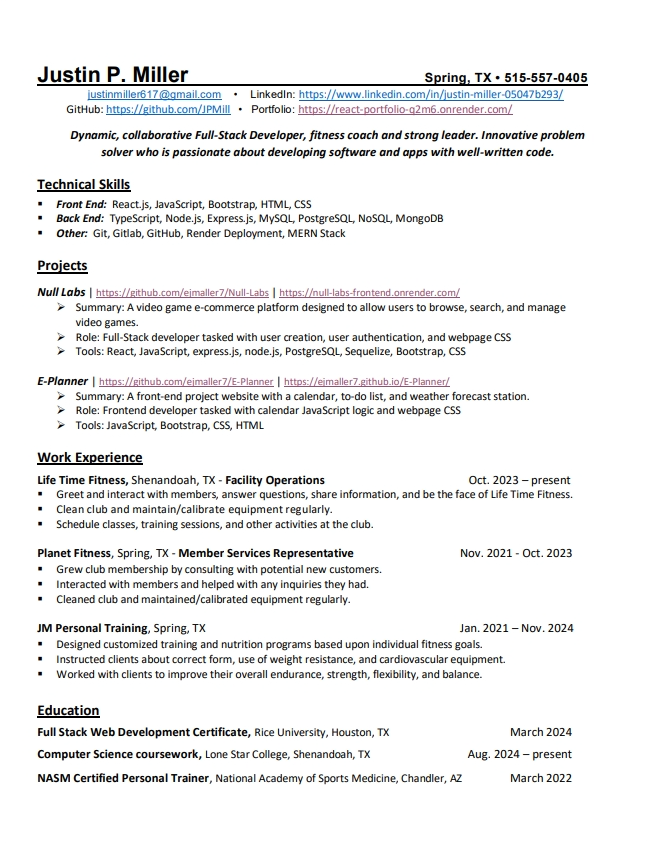 Justin P. Miller Spring, TX • 515-557-0405
justinmiller617@gmail.com • LinkedIn: https://www.linkedin.com/in/justin-miller-05047b293/
GitHub: https://github.com/JPMill • Portfolio: https://react-portfolio-q2m6.onrender.com/
Dynamic, collaborative Full-Stack Developer, fitness coach and strong leader. Innovative problem
solver who is passionate about developing software and apps with well-written code.
Technical Skills
▪ Front End: React.js, JavaScript, Bootstrap, HTML, CSS
▪ Back End: TypeScript, Node.js, Express.js, MySQL, PostgreSQL, NoSQL, MongoDB
▪ Other: Git, Gitlab, GitHub, Render Deployment, MERN Stack
Projects
Null Labs | https://github.com/ejmaller7/Null-Labs | https://null-labs-frontend.onrender.com/
➢ Summary: A video game e-commerce platform designed to allow users to browse, search, and manage
video games.
➢ Role: Full-Stack developer tasked with user creation, user authentication, and webpage CSS
➢ Tools: React, JavaScript, express.js, node.js, PostgreSQL, Sequelize, Bootstrap, CSS
E-Planner | https://github.com/ejmaller7/E-Planner | https://ejmaller7.github.io/E-Planner/
➢ Summary: A front-end project website with a calendar, to-do list, and weather forecast station.
➢ Role: Frontend developer tasked with calendar JavaScript logic and webpage CSS
➢ Tools: JavaScript, Bootstrap, CSS, HTML
Work Experience
Life Time Fitness, Shenandoah, TX - Facility Operations Oct. 2023 – present
▪ Greet and interact with members, answer questions, share information, and be the face of Life Time Fitness.
▪ Clean club and maintain/calibrate equipment regularly.
▪ Schedule classes, training sessions, and other activities at the club.
Planet Fitness, Spring, TX - Member Services Representative Nov. 2021 - Oct. 2023
▪ Grew club membership by consulting with potential new customers.
▪ Interacted with members and helped with any inquiries they had.
▪ Cleaned club and maintained/calibrated equipment regularly.
JM Personal Training, Spring, TX Jan. 2021 – Nov. 2024
▪ Designed customized training and nutrition programs based upon individual fitness goals.
▪ Instructed clients about correct form, use of weight resistance, and cardiovascular equipment.
▪ Worked with clients to improve their overall endurance, strength, flexibility, and balance.
Education
Full Stack Web Development Certificate, Rice University, Houston, TX March 2024
Computer Science coursework, Lone Star College, Shenandoah, TX Aug. 2024 – present
NASM Certified Personal Trainer, National Academy of Sports Medicine, Chandler, AZ March 2022